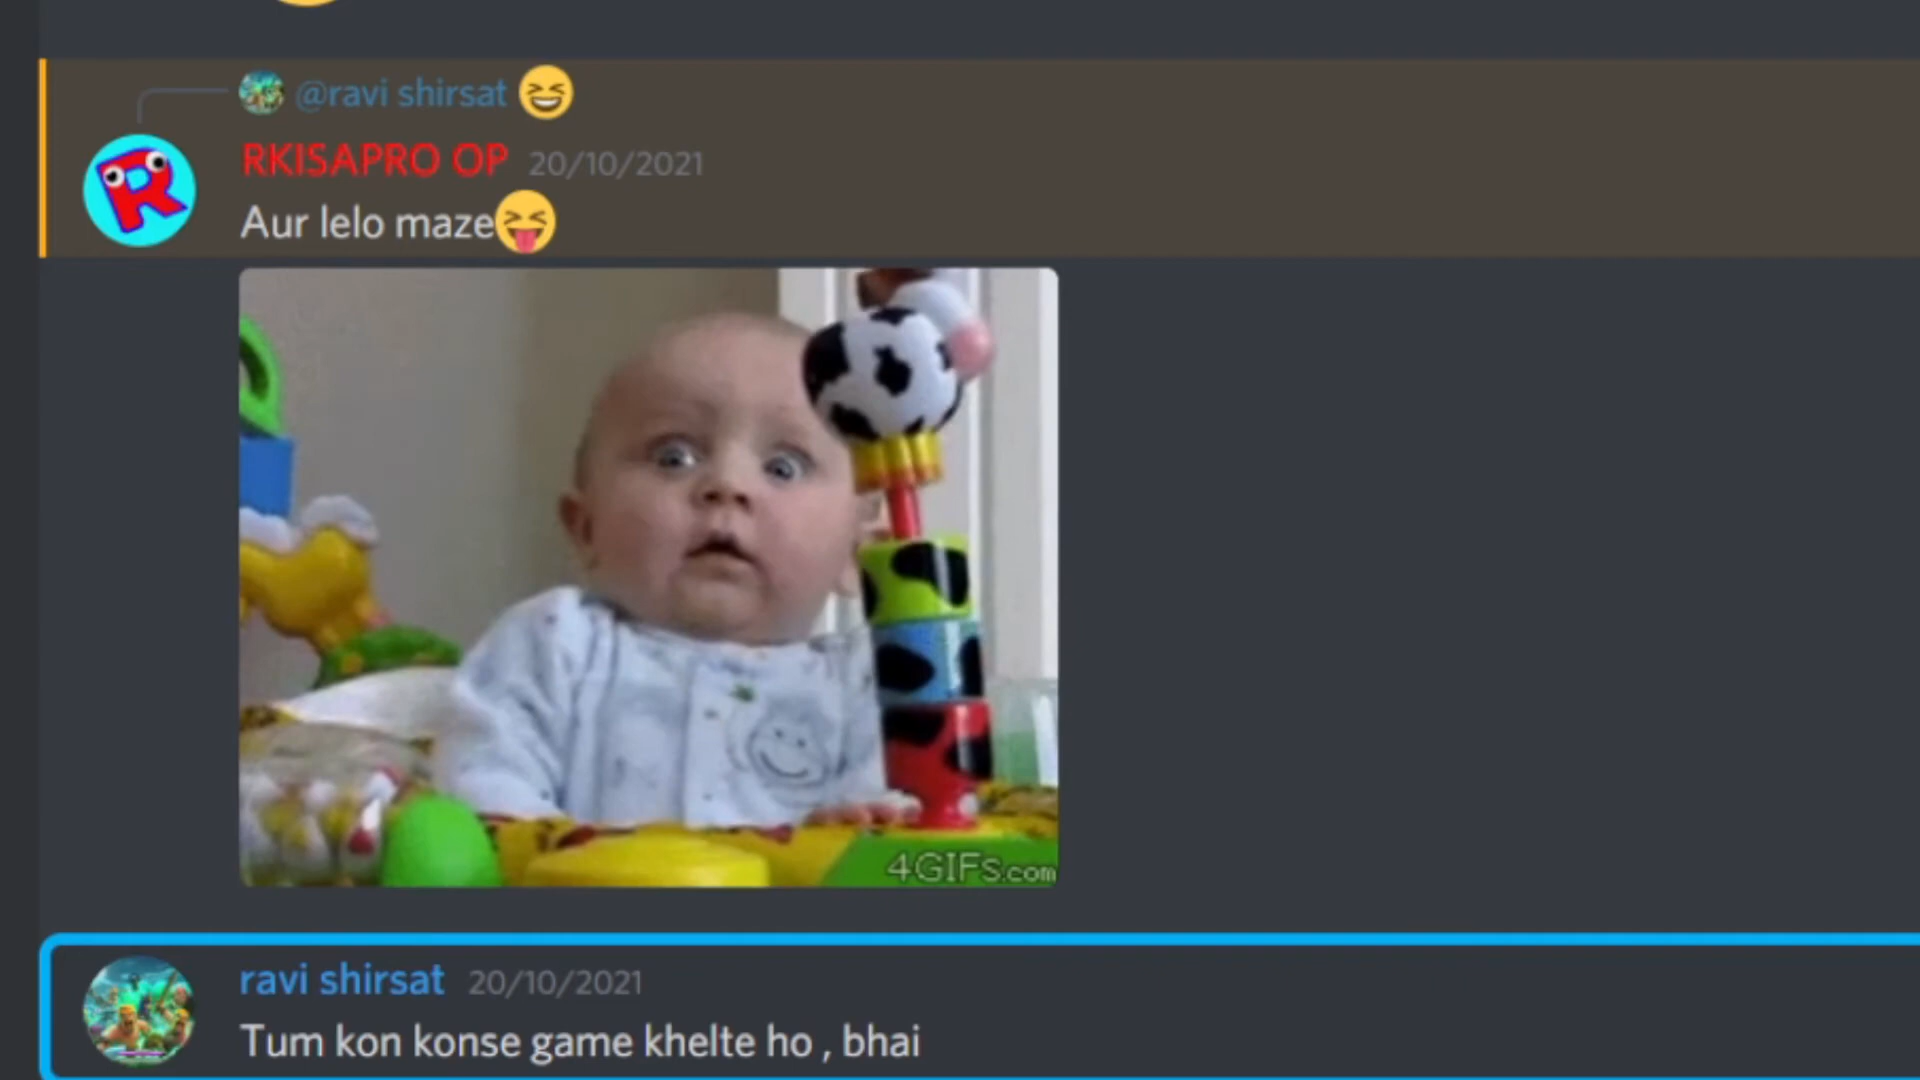 @ravi shirsat 😆
RKISAPRO OP 20/10/2021
Aur lelo maze😝
4GIFs.com
ravi shirsat 20/10/2021
Tum kon konse game khelte ho , bhai